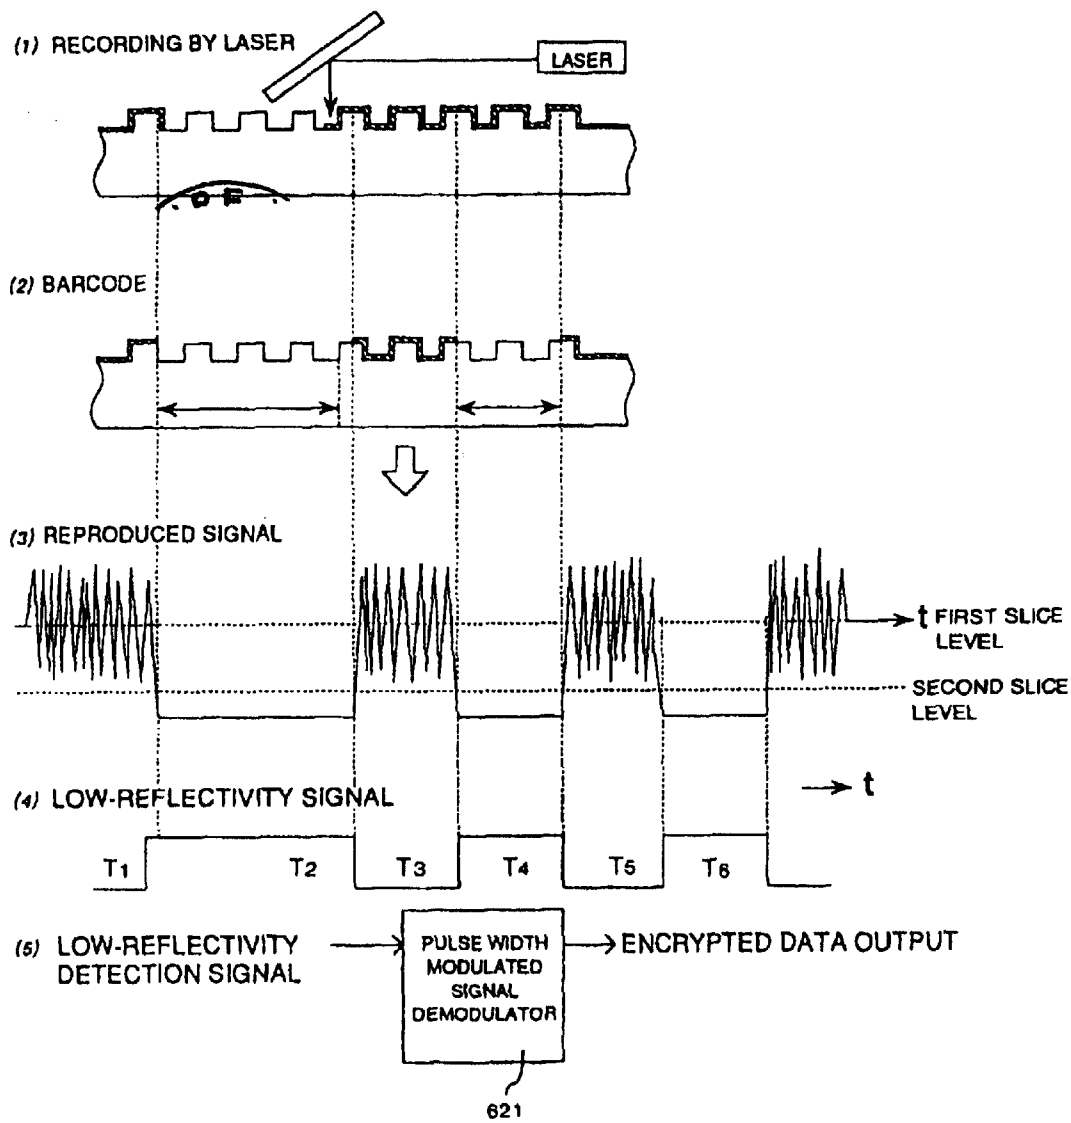 (1) RECORDING BY LASER
LASER
(2) BARCODE
(3) REPRODUCED SIGNAL
t FIRST SLICE
LEVEL
SECOND SLICE
LEVEL
t
(4) LOW-REFLECTIVITY SIGNAL
T1 T2 T3 T4 T5 T6
(5) LOW-REFLECTIVITY
DETECTION SIGNAL
PULSE WIDTH
MODULATED
SIGNAL
DEMODULATOR
ENCRYPTED DATA OUTPUT
621